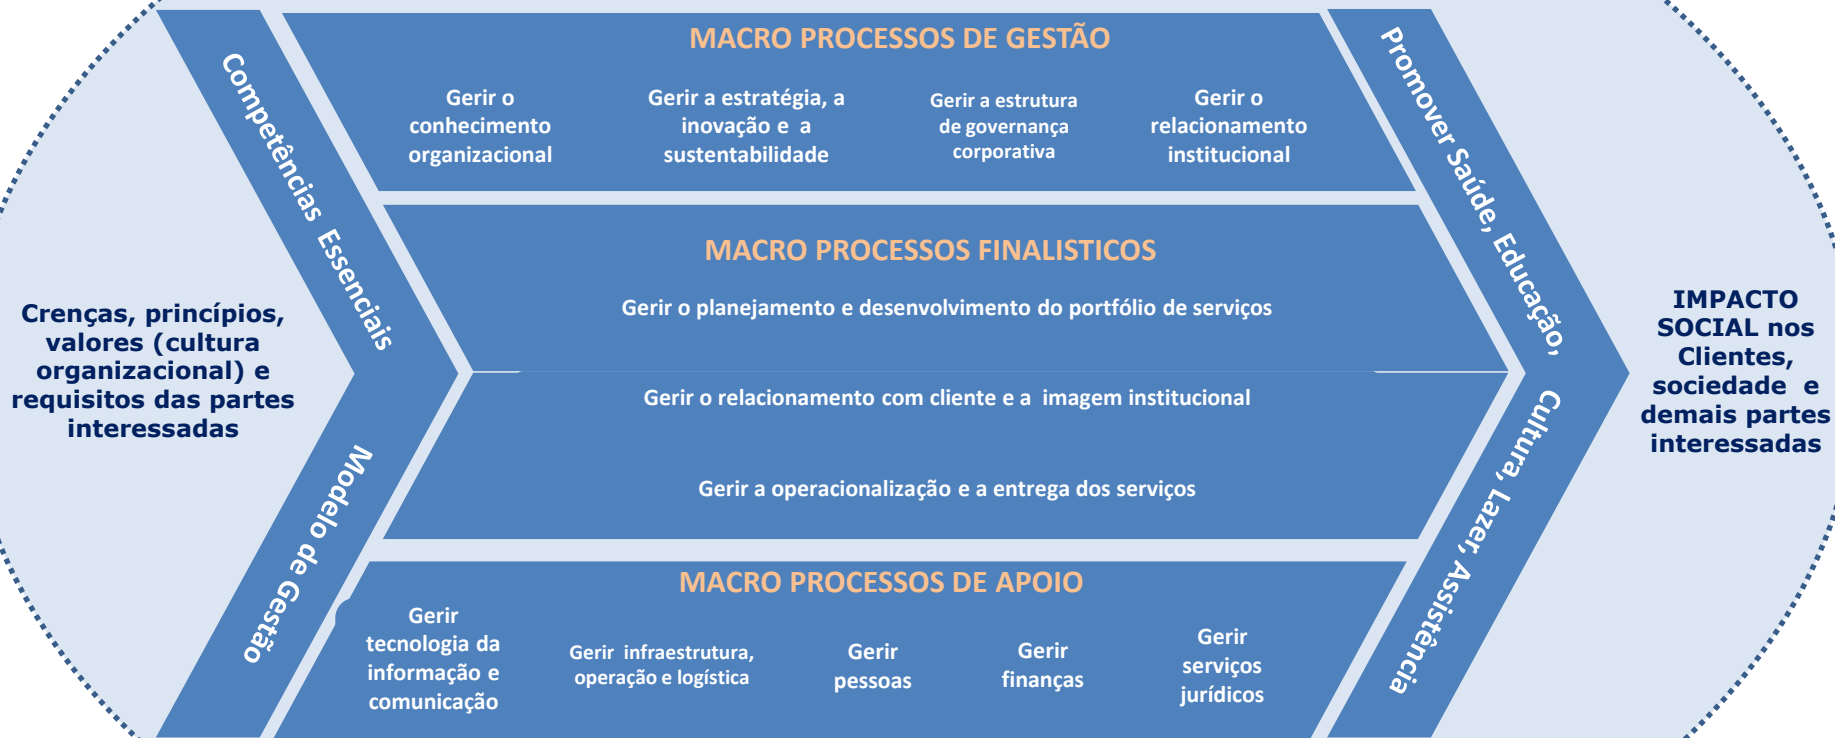 Crenças, princípios,
valores (cultura
organizacional) e
requisitos das partes
interessadas
Competências  Essenciais
Modelo de Gestão
MACRO PROCESSOS DE GESTÃO
Gerir o
conhecimento
organizacional
Gerir a estratégia, a
inovação e  a
sustentabilidade
Gerir a estrutura
de governança
corporativa
Gerir o
relacionamento
institucional
MACRO PROCESSOS FINALISTICOS
Gerir o planejamento e desenvolvimento do portfólio de serviços
Gerir o relacionamento com cliente e a  imagem institucional
Gerir a operacionalização e a entrega dos serviços
MACRO PROCESSOS DE APOIO
Gerir
tecnologia da
informação e
comunicação
Gerir  infraestrutura,
operação e logística
Gerir
pessoas
Gerir
finanças
Gerir
serviços
jurídicos
Promover Saúde, Educação,
Cultura, Lazer, Assistência
IMPACTO
SOCIAL nos
Clientes,
sociedade  e
demais partes
interessadas